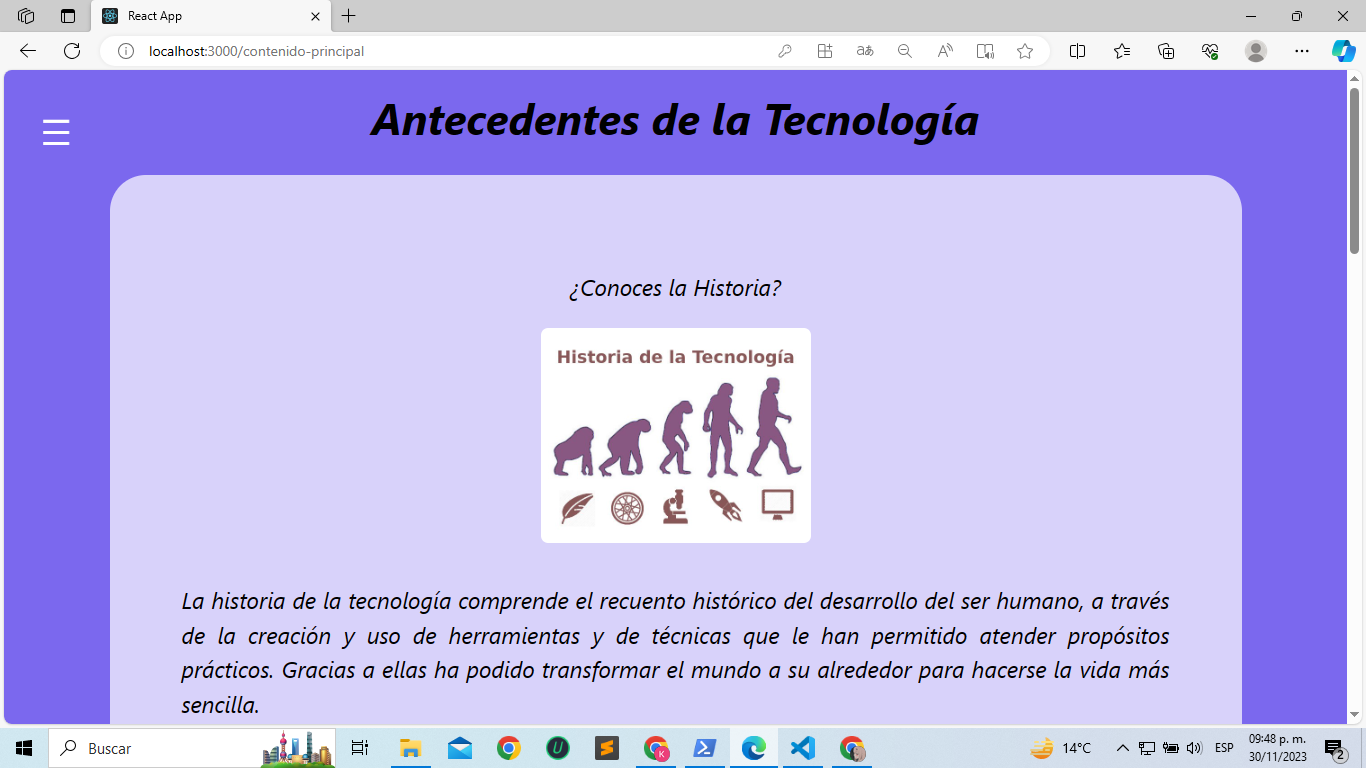 React App
localhost:3000/contenido-principal
Antecedentes de la Tecnología
¿Conoces la Historia?
Historia de la Tecnología
La historia de la tecnología comprende el recuento histórico del desarrollo del ser humano, a través
de la creación y uso de herramientas y de técnicas que le han permitido atender propósitos
prácticos. Gracias a ellas ha podido transformar el mundo a su alrededor para hacerse la vida más
sencilla.
Buscar
14°C
ESP
09:48 p. m.
30/11/2023
2